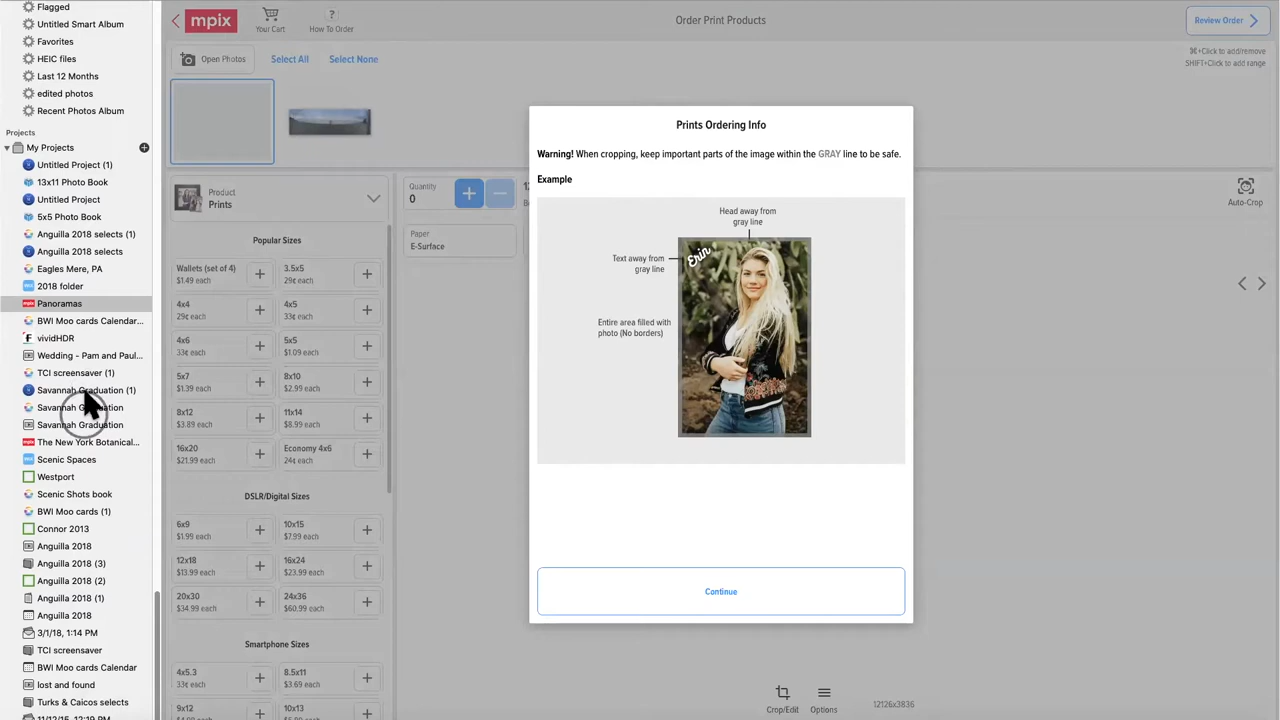 Flagged
Untitled Smart Album
Favorites
HEIC files
Last 12 Months
edited photos
Recent Photos Album
Projects
My Projects
Untitled Project (1)
13x11 Photo Book
Untitled Project
5x5 Photo Book
Anguilla 2018 selects (1)
Anguilla 2018 selects
Eagles Mere, PA
2018 folder
Panoramas
BWI Moo cards Calendar...
vividHDR
Wedding - Pam and Paul...
TCI screensaver (1)
Savannah Graduation (1)
Savannah Graduation
Savannah Graduation
The New York Botanical...
Scenic Spaces
Westport
Scenic Shots book
BWI Moo cards (1)
Connor 2013
Anguilla 2018
Anguilla 2018 (3)
Anguilla 2018 (2)
Anguilla 2018 (1)
Anguilla 2018
3/1/18, 1:14 PM
TCI screensaver
BWI Moo cards Calendar
lost and found
Turks & Caicos selects
11/12/15, 12:19 PM
mpix
Your Cart
How To Order
Order Print Products
Review Order
Open Photos
Select All
Select None
⌘+Click to add/remove
SHIFT+Click to add range
Product
Prints
Quantity
0
Paper
E-Surface
Auto-Crop
Popular Sizes
Wallets (set of 4)
$1.49 each
3.5x5
29¢ each
4x4
29¢ each
4x5
33¢ each
4x6
33¢ each
5x5
$1.09 each
5x7
$1.39 each
8x10
$2.99 each
8x12
$3.89 each
11x14
$8.99 each
16x20
$21.99 each
Economy 4x6
24¢ each
DSLR/Digital Sizes
6x9
$1.99 each
10x15
$7.99 each
12x18
$13.99 each
16x24
$23.99 each
20x30
$34.99 each
24x36
$60.99 each
Smartphone Sizes
4x5.3
33¢ each
8.5x11
$3.69 each
9x12
10x13
Prints Ordering Info
Warning! When cropping, keep important parts of the image within the GRAY line to be safe.
Example
Head away from
gray line
Text away from
gray line
Erin
Entire area filled with
photo (No borders)
Continue
Crop/Edit
Options
12126x3836